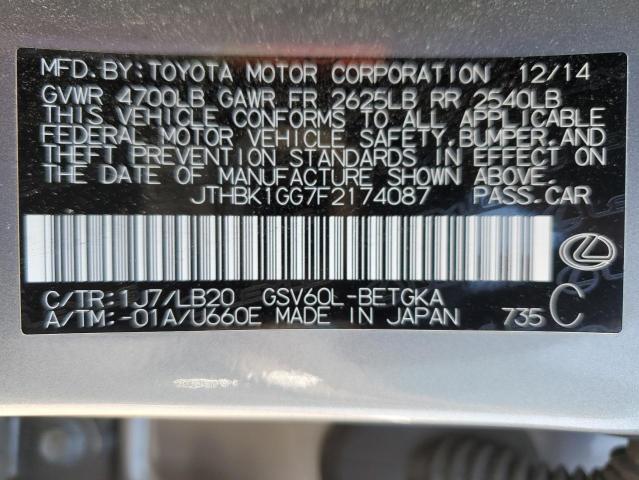 MFD. BY: TOYOTA MOTOR CORPORATION 12/14
GVWR 4700LB GAWR FR 2625LB RR 2540LB
THIS VEHICLE CONFORMS TO ALL APPLICABLE
FEDERAL MOTOR VEHICLE SAFETY,BUMPER,AND
THEFT PREVENTION STANDARDS IN EFFECT ON
THE DATE OF MANUFACTURE SHOWN ABOVE.
JTHBK1GG7F2174087 PASS.CAR
C/TR:1J7/LB20 GSV60L-BETGKA
A/TM:-01A/U660E MADE IN JAPAN 735 C